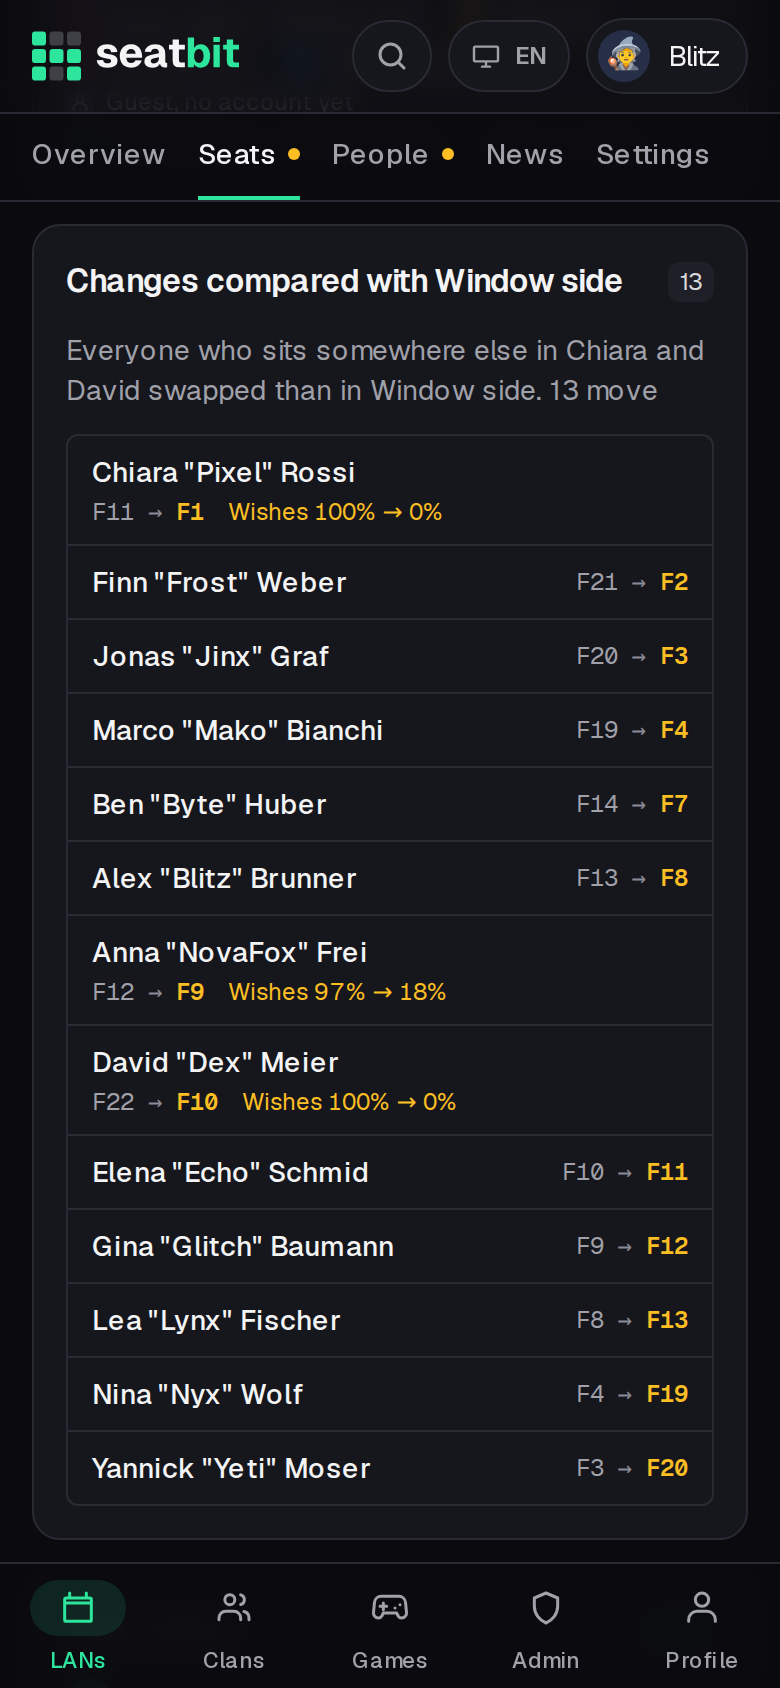 seatbit
EN
Blitz
Guest, no account yet
Overview
Seats
People
News
Settings
Changes compared with Window side
13
Everyone who sits somewhere else in Chiara and
David swapped than in Window side. 13 move
Chiara "Pixel" Rossi
F11 → F1 Wishes 100% → 0%
Finn "Frost" Weber F21 → F2
Jonas "Jinx" Graf F20 → F3
Marco "Mako" Bianchi F19 → F4
Ben "Byte" Huber F14 → F7
Alex "Blitz" Brunner F13 → F8
Anna "NovaFox" Frei
F12 → F9 Wishes 97% → 18%
David "Dex" Meier
F22 → F10 Wishes 100% → 0%
Elena "Echo" Schmid F10 → F11
Gina "Glitch" Baumann F9 → F12
Lea "Lynx" Fischer F8 → F13
Nina "Nyx" Wolf F4 → F19
Yannick "Yeti" Moser F3 → F20
LANs
Clans
Games
Admin
Profile